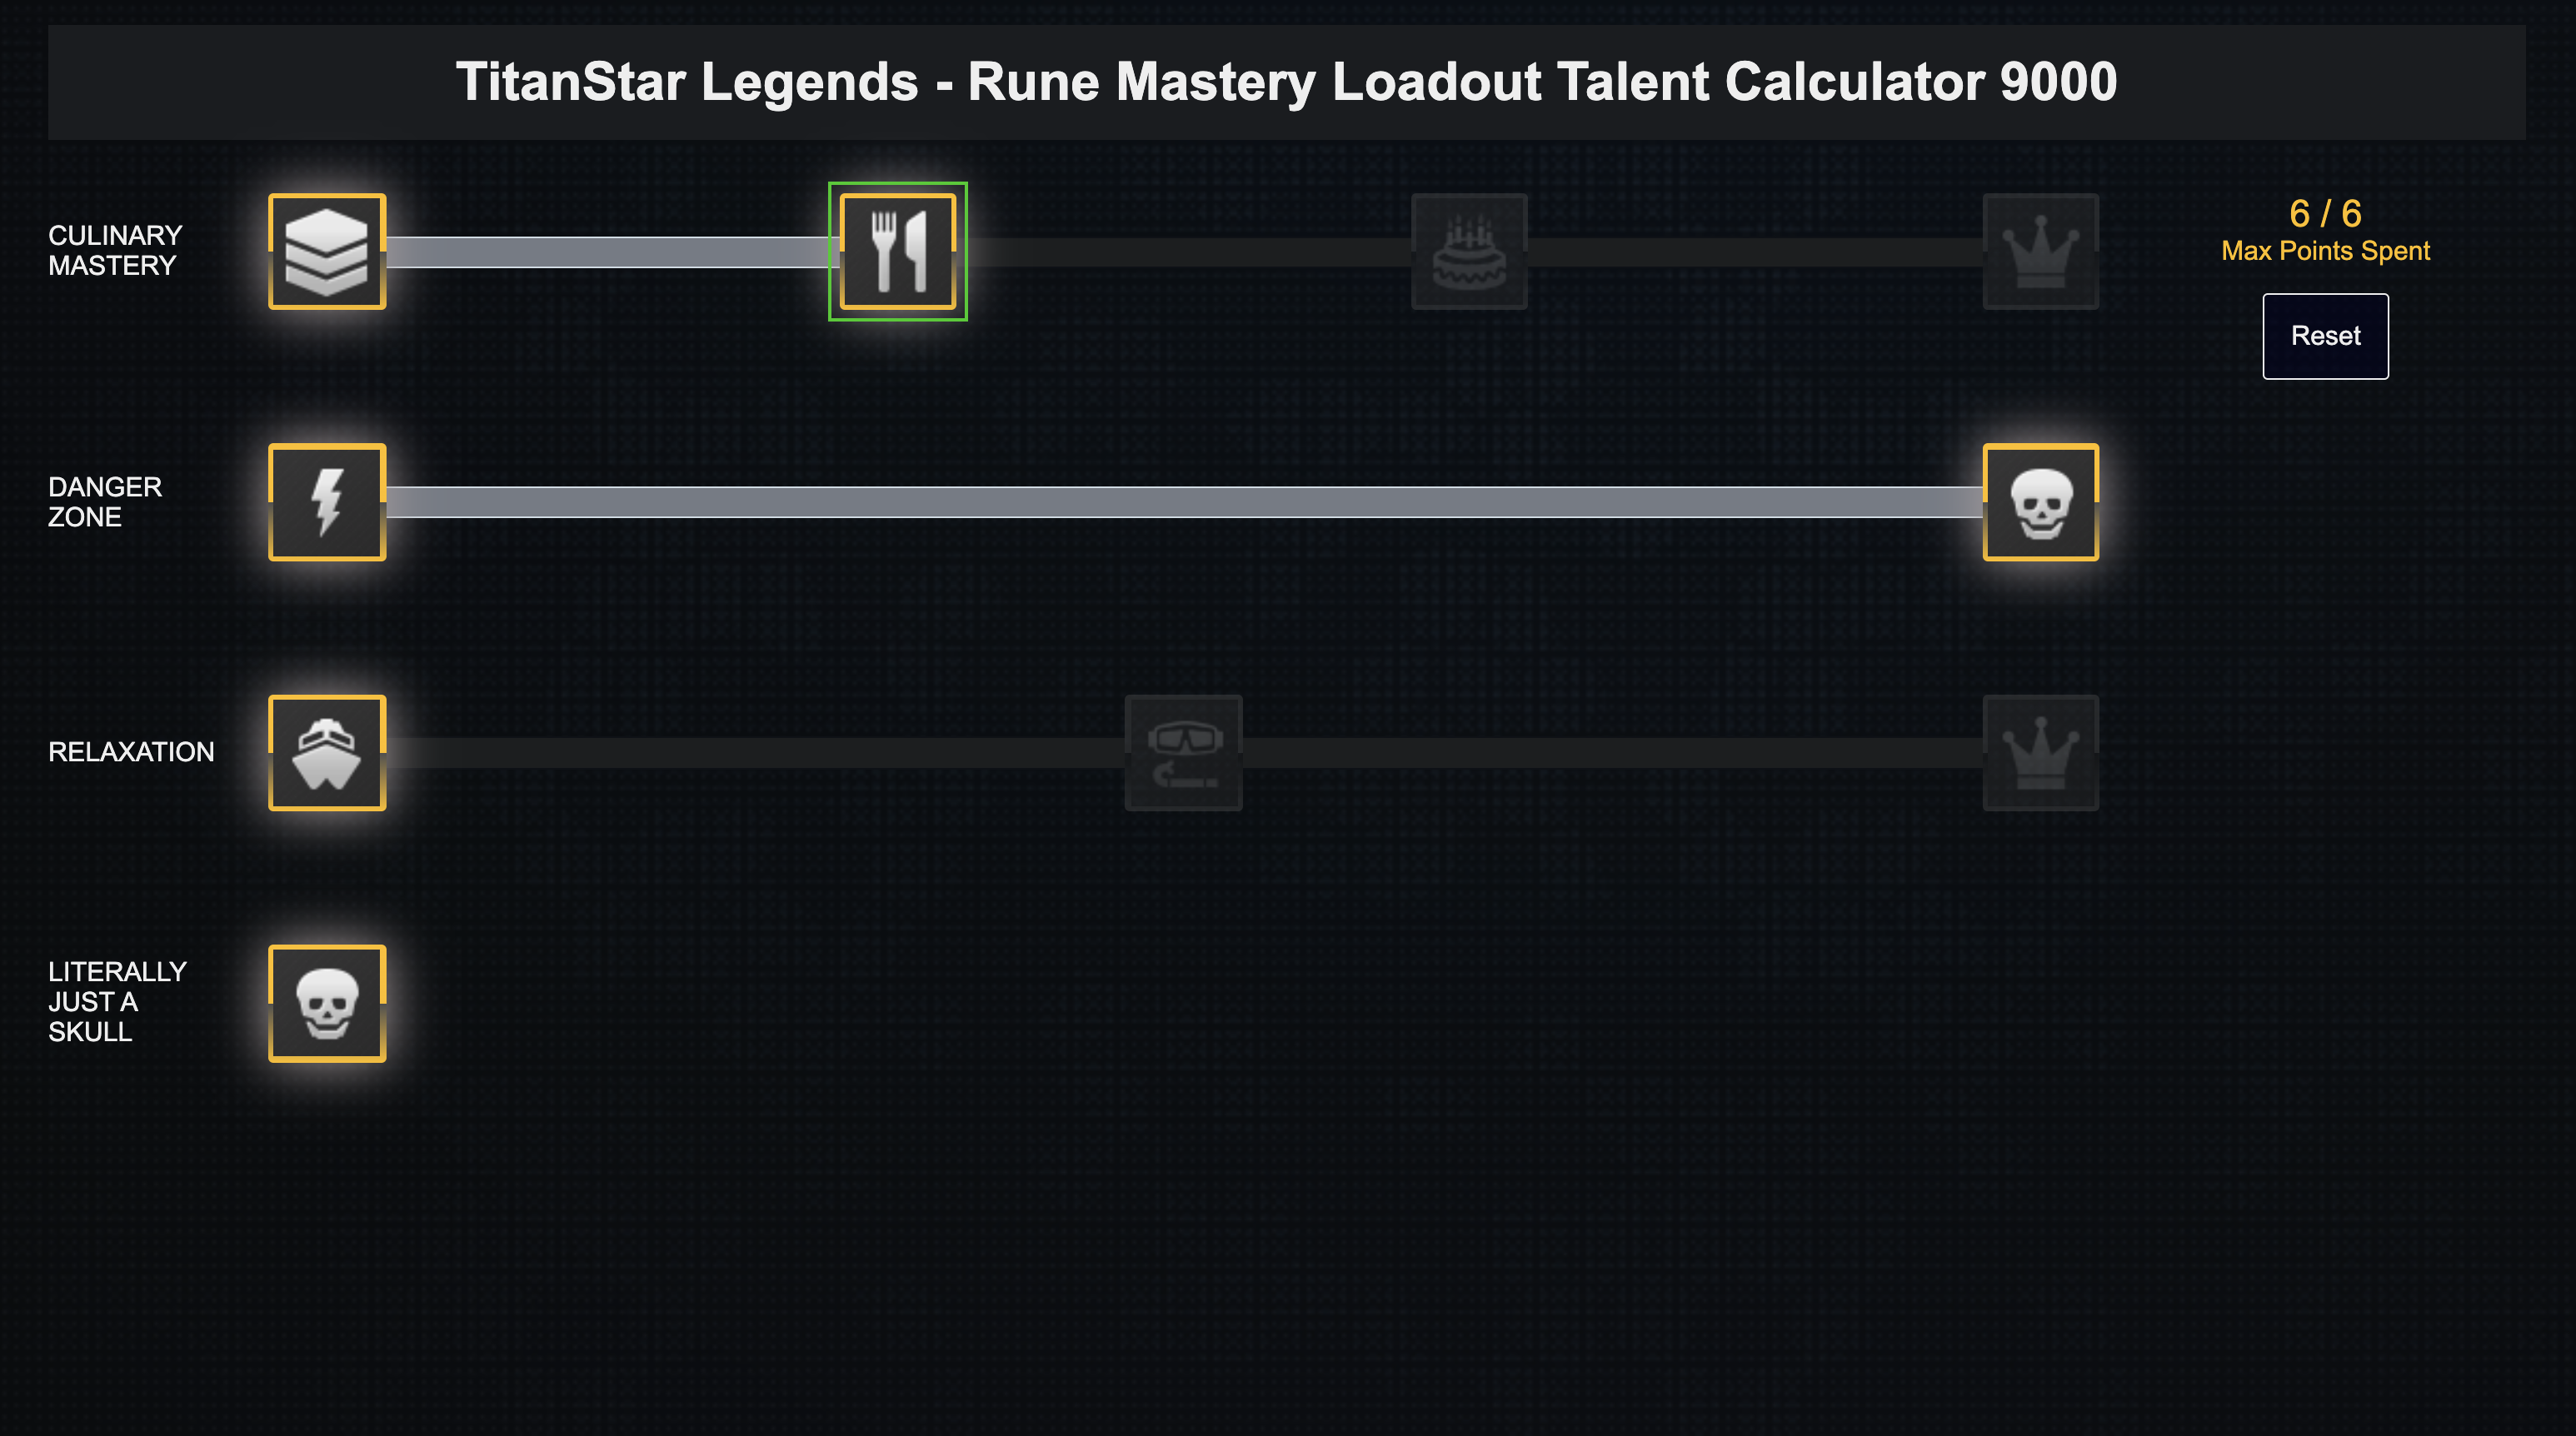 TitanStar Legends - Rune Mastery Loadout Talent Calculator 9000
CULINARY
MASTERY
6 / 6
Max Points Spent
Reset
DANGER
ZONE
RELAXATION
LITERALLY
JUST A
SKULL